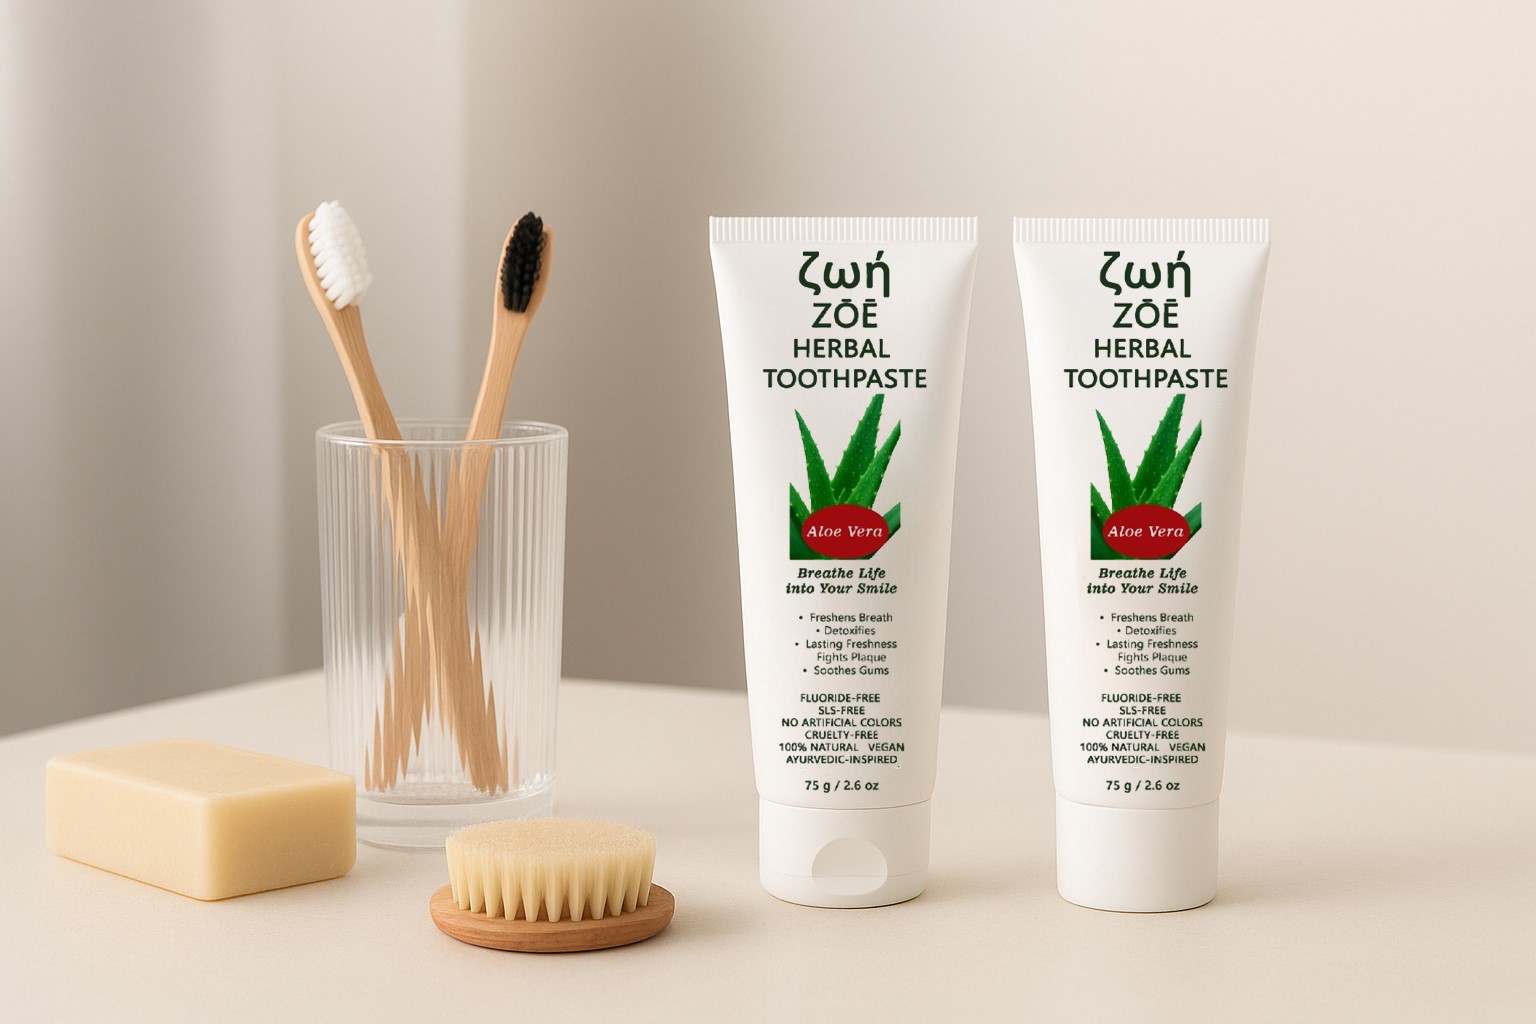 ζωή
ZŌĒ
HERBAL
TOOTHPASTE
Aloe Vera
Breathe Life
into Your Smile
• Freshens Breath
• Detoxifies
• Lasting Freshness
Fights Plaque
• Soothes Gums
FLUORIDE-FREE
SLS-FREE
NO ARTIFICIAL COLORS
CRUELTY-FREE
100% NATURAL VEGAN
AYURVEDIC-INSPIRED
75 g / 2.6 oz
ζωή
ZŌĒ
HERBAL
TOOTHPASTE
Aloe Vera
Breathe Life
into Your Smile
• Freshens Breath
• Detoxifies
• Lasting Freshness
Fights Plaque
• Soothes Gums
FLUORIDE-FREE
SLS-FREE
NO ARTIFICIAL COLORS
CRUELTY-FREE
100% NATURAL VEGAN
AYURVEDIC-INSPIRED
75 g / 2.6 oz